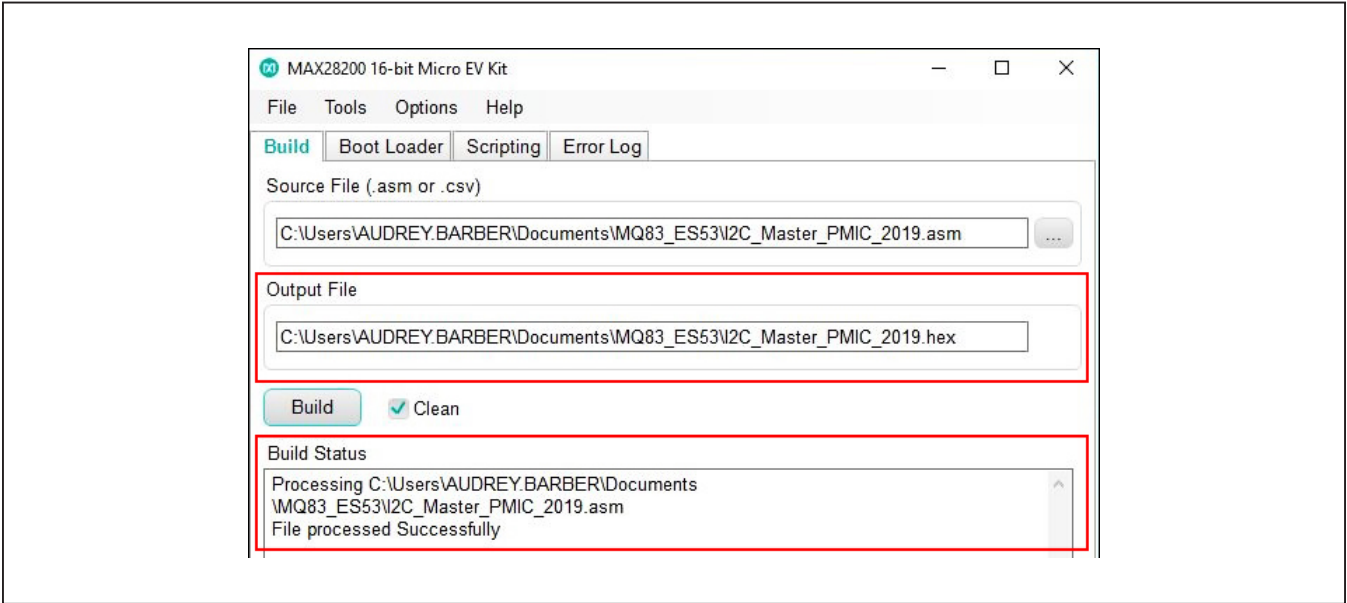 MAX28200 16-bit Micro EV Kit
File Tools Options Help
Build Boot Loader Scripting Error Log
Source File (.asm or .csv)
C:\Users\AUDREY.BARBER\Documents\MQ83_ES53\I2C_Master_PMIC_2019.asm ...
Output File
C:\Users\AUDREY.BARBER\Documents\MQ83_ES53\I2C_Master_PMIC_2019.hex
Build Clean
Build Status
Processing C:\Users\AUDREY.BARBER\Documents
\MQ83_ES53\I2C_Master_PMIC_2019.asm
File processed Successfully